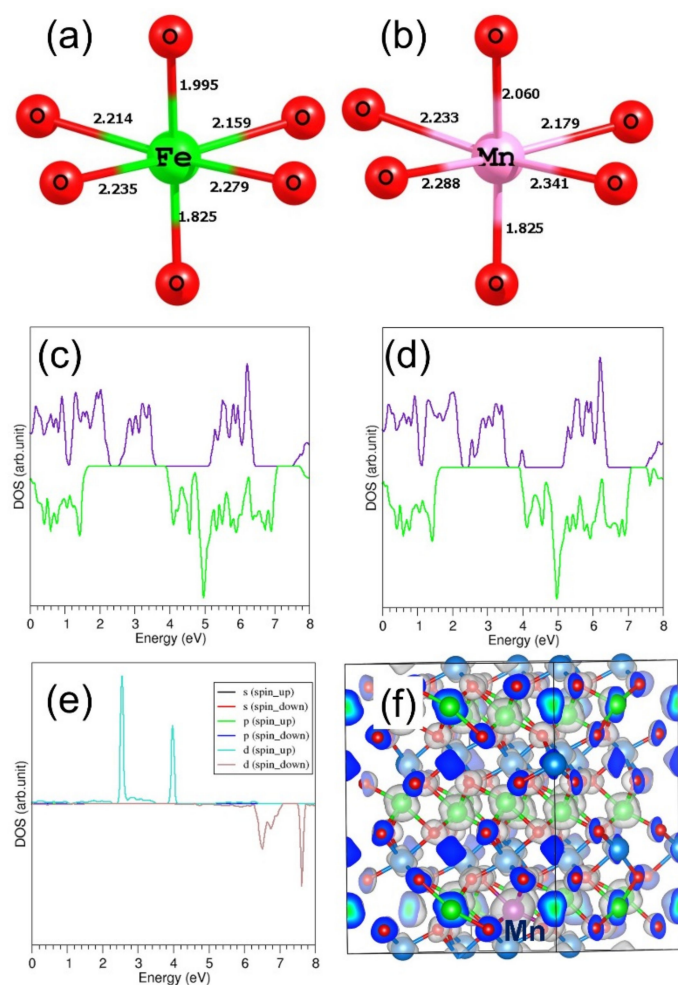 (a)
(b)
O
O
1.995
2.060
O
O
O
O
2.214
2.159
2.233
2.179
Fe
Mn
O
O
O
O
2.235
2.279
2.288
2.341
1.825
1.825
O
O
(c)
(d)
DOS (arb.unit)
DOS (arb.unit)
0 1 2 3 4 5 6 7 8
0 1 2 3 4 5 6 7 8
Energy (eV)
Energy (eV)
(e)
s (spin_up)
s (spin_down)
p (spin_up)
p (spin_down)
d (spin_up)
d (spin_down)
DOS (arb.unit)
0 1 2 3 4 5 6 7 8
Energy (eV)
(f)
Mn